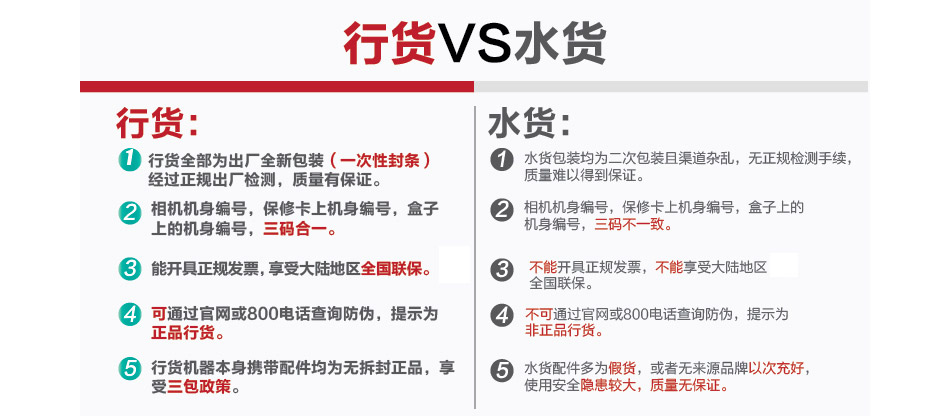 行货VS水货
行货：
1 行货全部为出厂全新包装（一次性封条）
经过正规出厂检测，质量有保证。
2 相机机身编号，保修卡上机身编号，盒子
上的机身编号，三码合一。
3 能开具正规发票,享受大陆地区全国联保。
4 可通过官网或800电话查询防伪，提示为
正品行货。
5 行货机器本身携带配件均为无拆封正品，享
受三包政策。
水货：
1 水货包装均为二次包装且渠道杂乱，无正规检测手续，
质量难以得到保证。
2 相机机身编号，保修卡上机身编号，盒子上的
机身编号，三码不一致。
3 不能开具正规发票，不能享受大陆地区
全国联保。
4 不可通过官网或800电话查询防伪，提示为
非正品行货。
5 水货配件多为假货，或者无来源品牌以次充好，
使用安全隐患较大，质量无保证。